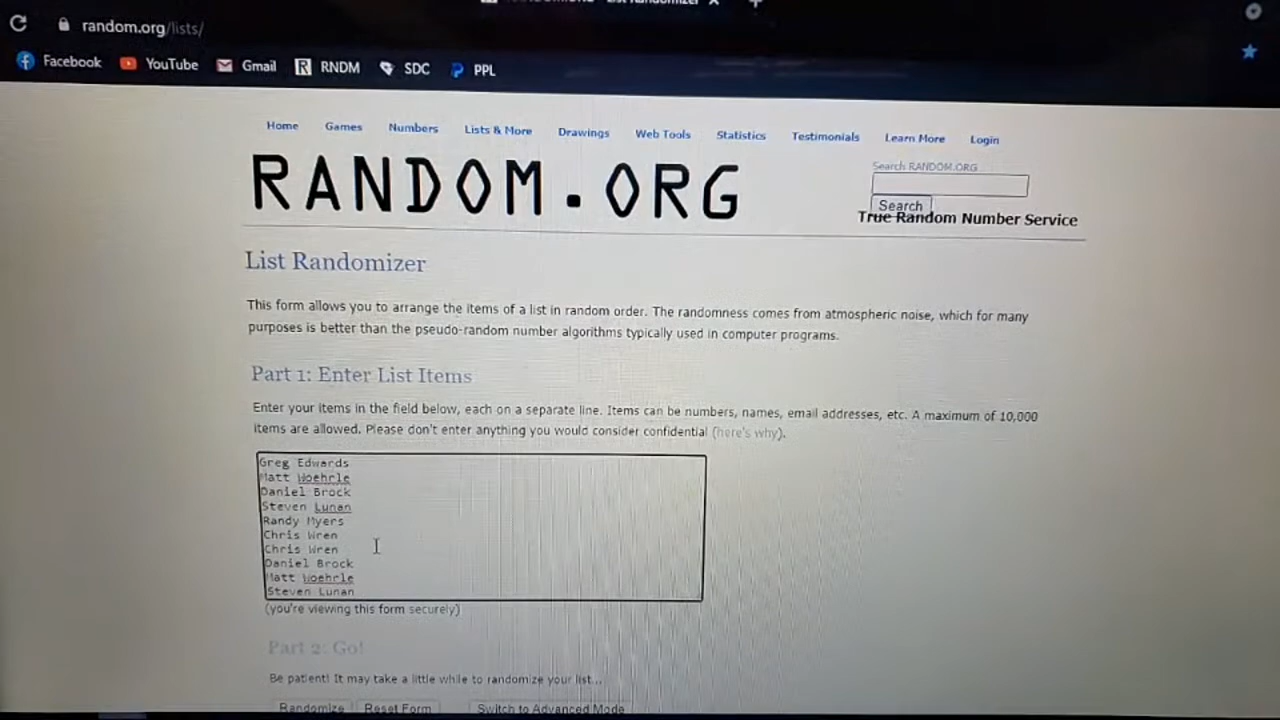 random.org/lists/
Facebook YouTube Gmail RNDM SDC PPL
Home Games Numbers Lists & More Drawings Web Tools Statistics Testimonials Learn More Login
RANDOM.ORG
Search RANDOM.ORG
Search
True Random Number Service
List Randomizer
This form allows you to arrange the items of a list in random order. The randomness comes from atmospheric noise, which for many
purposes is better than the pseudo-random number algorithms typically used in computer programs.
Part 1: Enter List Items
Enter your items in the field below, each on a separate line. Items can be numbers, names, email addresses, etc. A maximum of 10,000
items are allowed. Please don't enter anything you would consider confidential (here's why).
Greg Edwards
Matt Woehrle
Daniel Brock
Steven Lunan
Randy Myers
Chris Wren
Chris Wren
Daniel Brock
Matt Woehrle
Steven Lunan
(you're viewing this form securely)
Part 2: Go!
Be patient! It may take a little while to randomize your list...
Randomize Reset Form Switch to Advanced Mode